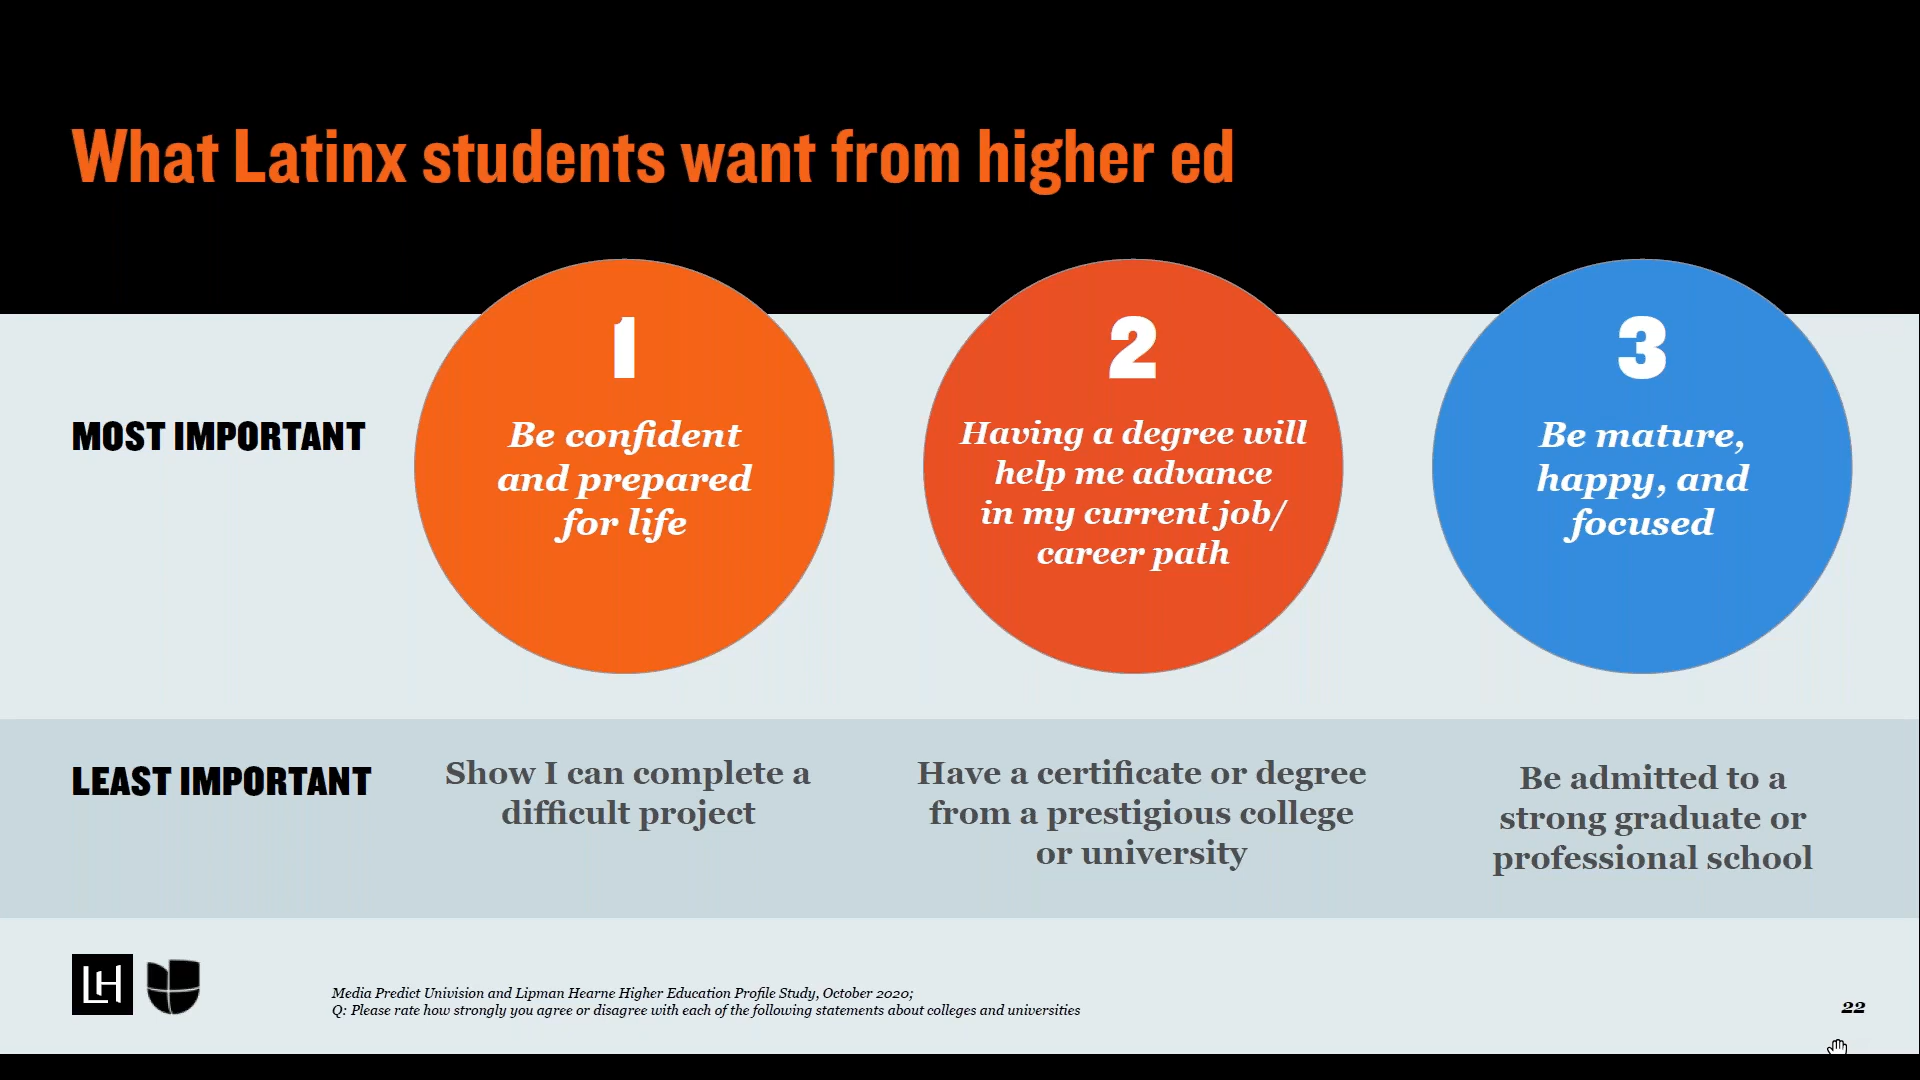 What Latinx students want from higher ed
MOST IMPORTANT
1
Be confident
and prepared
for life
2
Having a degree will
help me advance
in my current job/
career path
3
Be mature,
happy, and
focused
LEAST IMPORTANT
Show I can complete a
difficult project
Have a certificate or degree
from a prestigious college
or university
Be admitted to a
strong graduate or
professional school
LH
Media Predict Univision and Lipman Hearne Higher Education Profile Study, October 2020;
Q: Please rate how strongly you agree or disagree with each of the following statements about colleges and universities
22